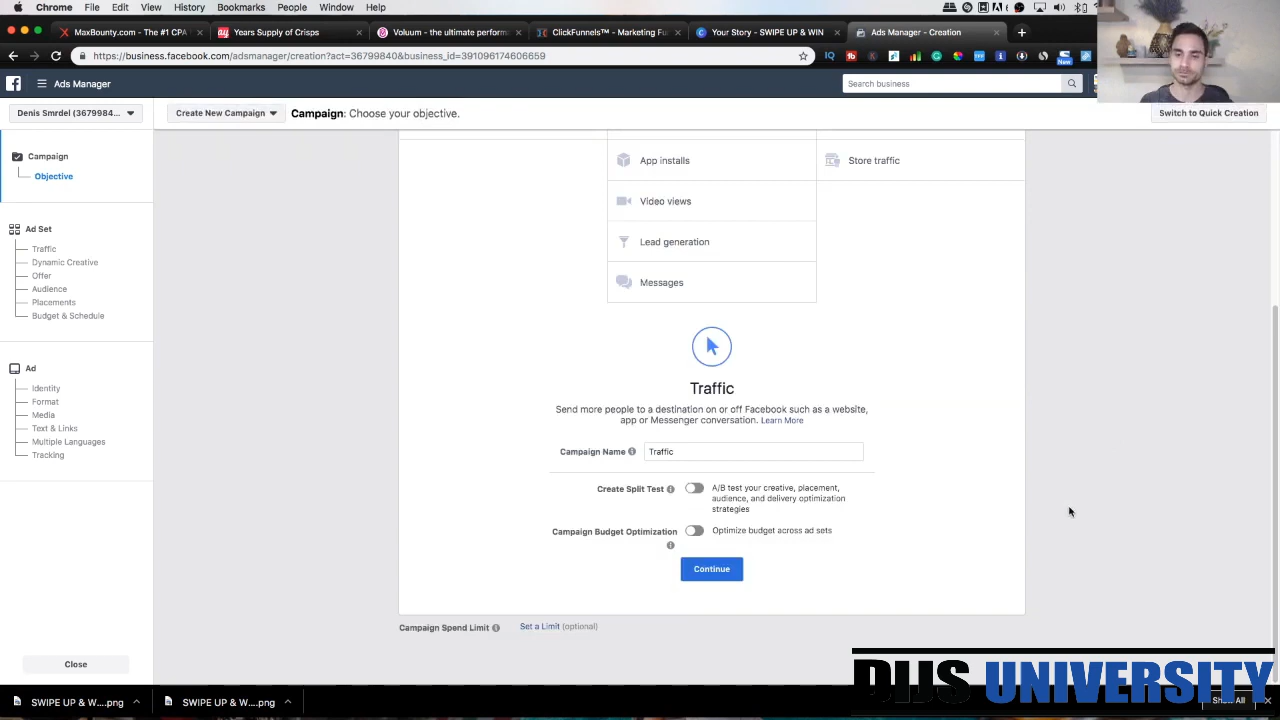 Chrome File Edit View History Bookmarks People Window Help
MaxBounty.com - The #1 CPA
Years Supply of Crisps
Voluum - the ultimate perform
ClickFunnels™ - Marketing Fu
Your Story - SWIPE UP & WIN
Ads Manager - Creation
https://business.facebook.com/adsmanager/creation?act=36799840&business_id=391096174606659
New
Ads Manager
Search business
Denis Smrdel (3679984...
Create New Campaign
Campaign: Choose your objective.
Switch to Quick Creation
Campaign
Objective
Ad Set
Traffic
Dynamic Creative
Offer
Audience
Placements
Budget & Schedule
Ad
Identity
Format
Media
Text & Links
Multiple Languages
Tracking
Close
App installs
Store traffic
Video views
Lead generation
Messages
Traffic
Send more people to a destination on or off Facebook such as a website,
app or Messenger conversation. Learn More
Campaign Name
Traffic
Create Split Test
A/B test your creative, placement,
audience, and delivery optimization
strategies
Campaign Budget Optimization
Optimize budget across ad sets
Continue
Campaign Spend Limit
Set a Limit (optional)
DIJS UNIVERSITY
SWIPE UP & W....png
SWIPE UP & W....png
Show All